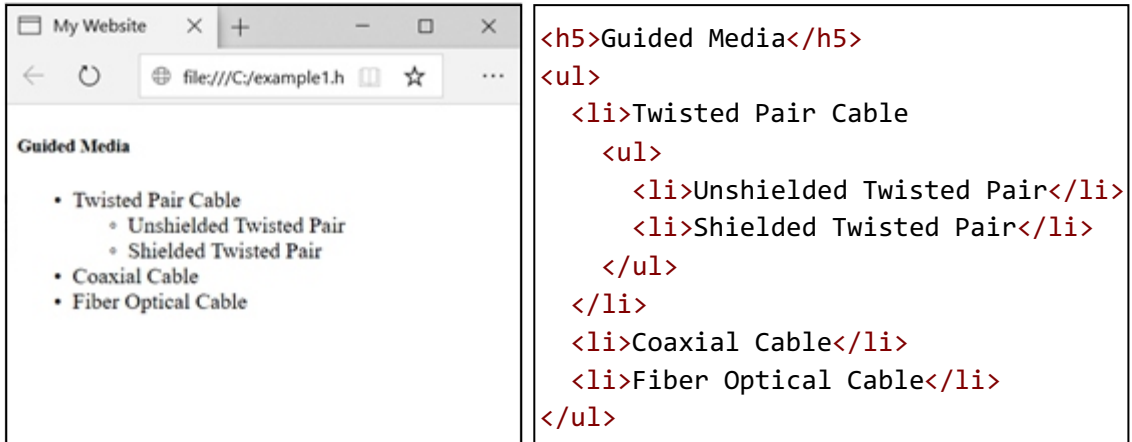 My Website
file:///C:/example1.h
Guided Media
• Twisted Pair Cable
◦ Unshielded Twisted Pair
◦ Shielded Twisted Pair
• Coaxial Cable
• Fiber Optical Cable
<h5>Guided Media</h5>
<ul>
<li>Twisted Pair Cable
<ul>
<li>Unshielded Twisted Pair</li>
<li>Shielded Twisted Pair</li>
</ul>
</li>
<li>Coaxial Cable</li>
<li>Fiber Optical Cable</li>
</ul>